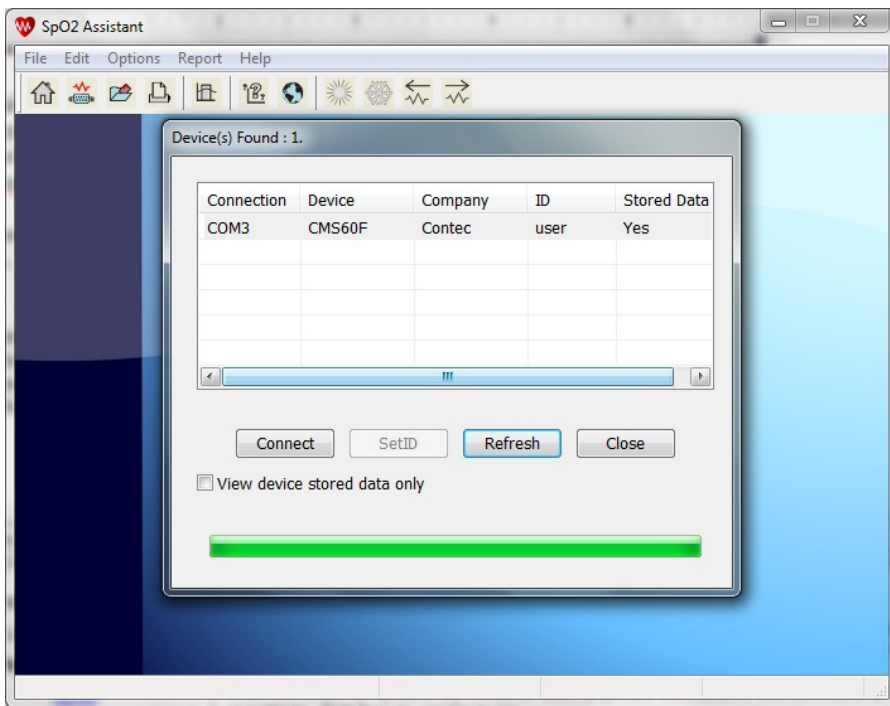 SpO2 Assistant
File Edit Options Report Help
Device(s) Found : 1.
Connection Device Company ID Stored Data
COM3 CMS60F Contec user Yes
Connect SetID Refresh Close
View device stored data only